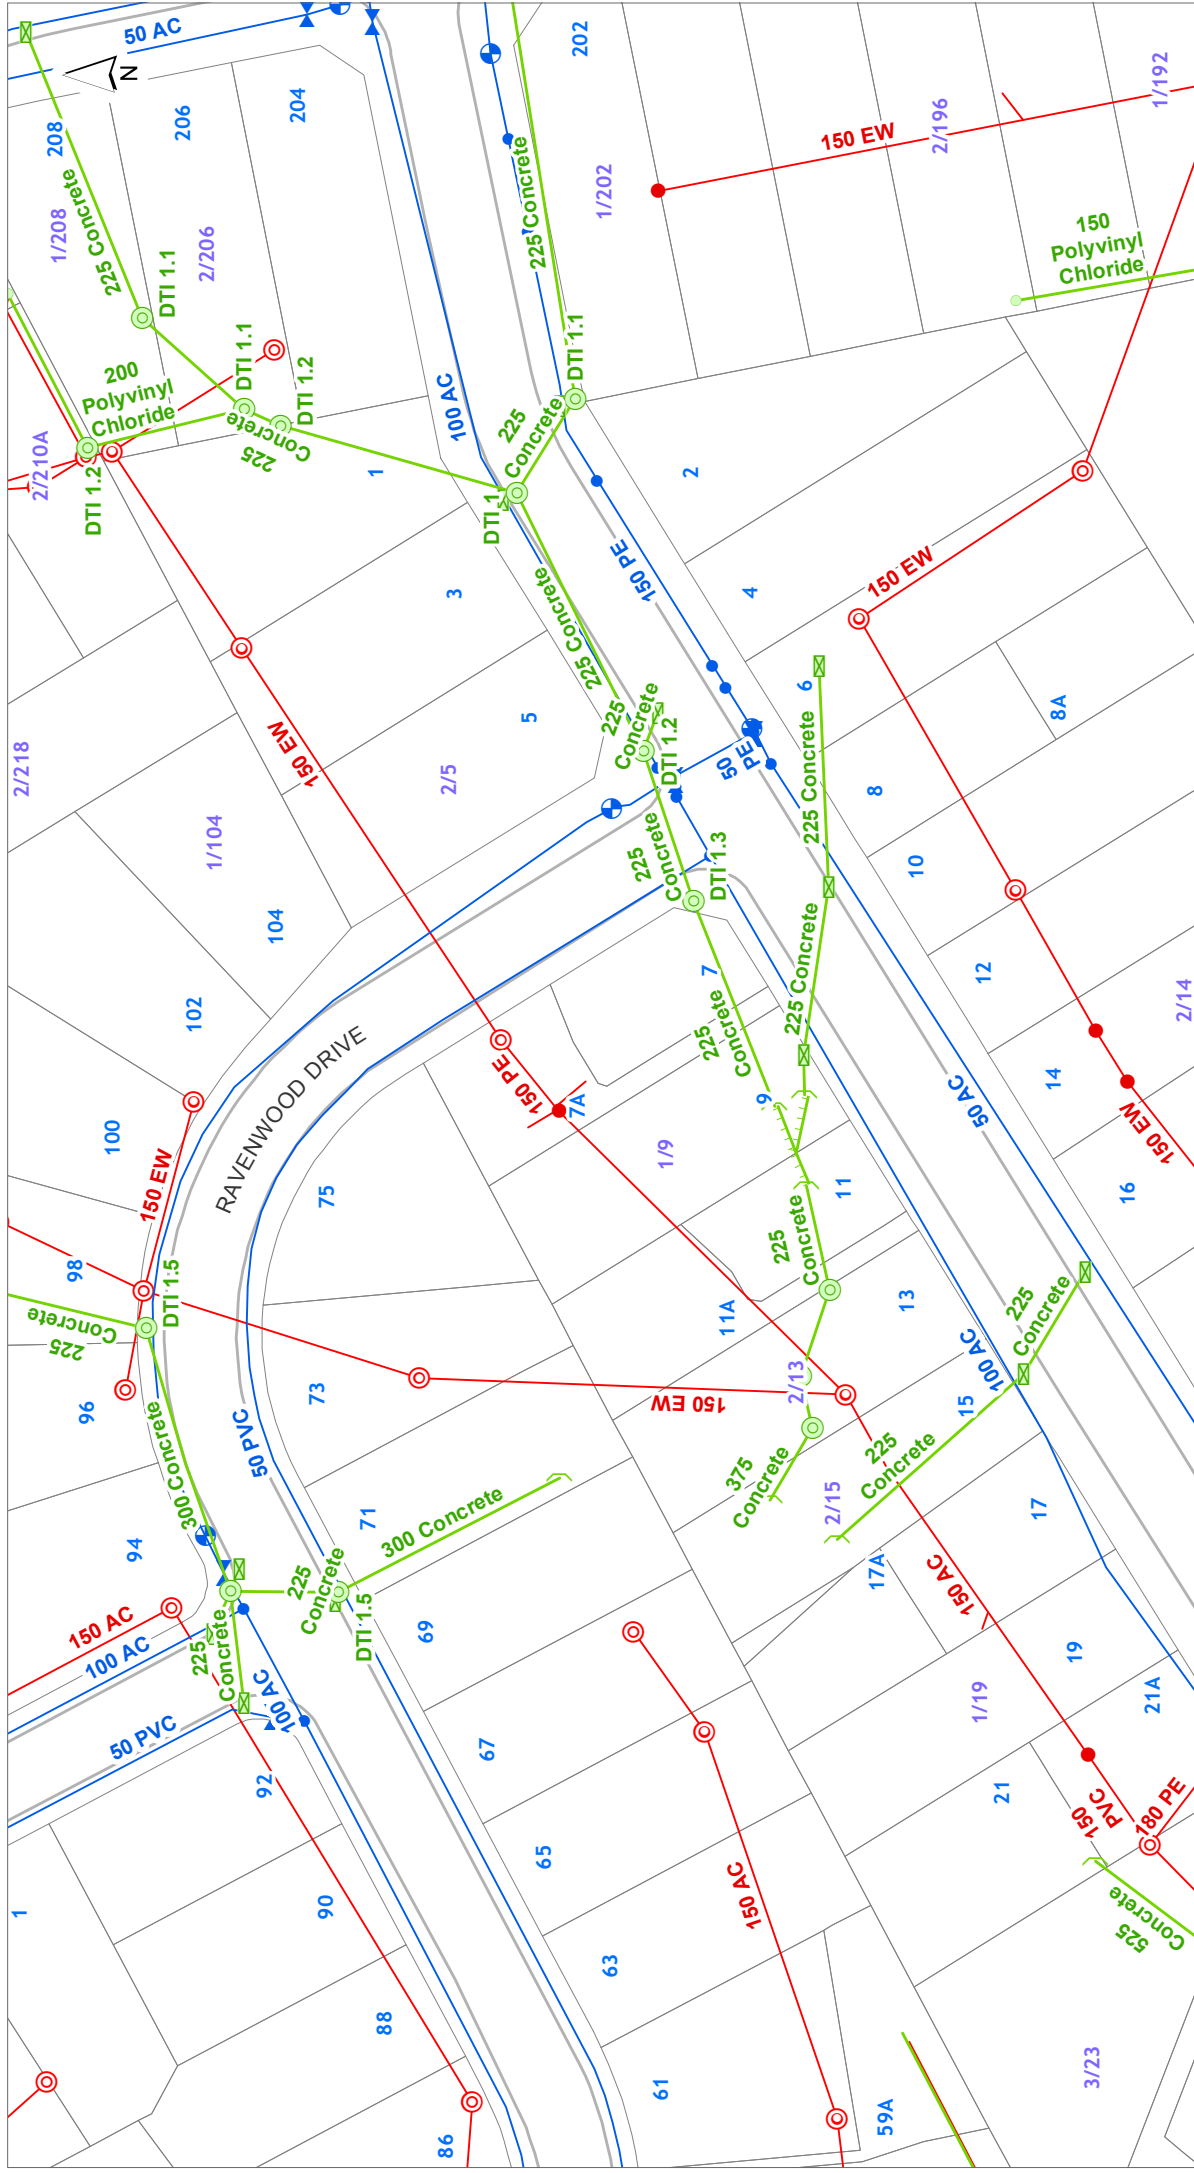 50 AC
N
208
206
204
202
1/208
225 Concrete
DTI 1.1
2/206
225 Concrete
1/202
150 EW
2/196
1/192
150
Polyvinyl
Chloride
DTI 1.1
DTI 1.1
DTI 1.2
200
Polyvinyl
Chloride
225
Concrete
2/210A
DTI 1.2
1
100 AC
225
Concrete
DTI 1
2
3
225 Concrete
150 PE
4
150 EW
2/218
150 EW
5
2/5
225
Concrete
DTI 1.2
50
PE
6
225 Concrete
8A
8
1/104
104
225
Concrete
DTI 1.3
10
102
RAVENWOOD DRIVE
7
225
Concrete
225 Concrete
12
2/14
14
100
150 EW
150 PE
7A
9
1/9
50 AC
150 EW
16
75
11
225
Concrete
98
DTI 1.5
225
Concrete
11A
13
225
Concrete
100 AC
96
73
150 EW
2/13
15
300 Concrete
50 PVC
375
Concrete
225
Concrete
2/15
94
71
300 Concrete
17
17A
150 AC
225
Concrete
DTI 1.5
150 AC
100 AC
225
Concrete
100 AC
69
19
1/19
21A
50 PVC
92
67
21
150
PVC
180 PE
65
150 AC
1
90
525
Concrete
63
88
61
59A
3/23
86